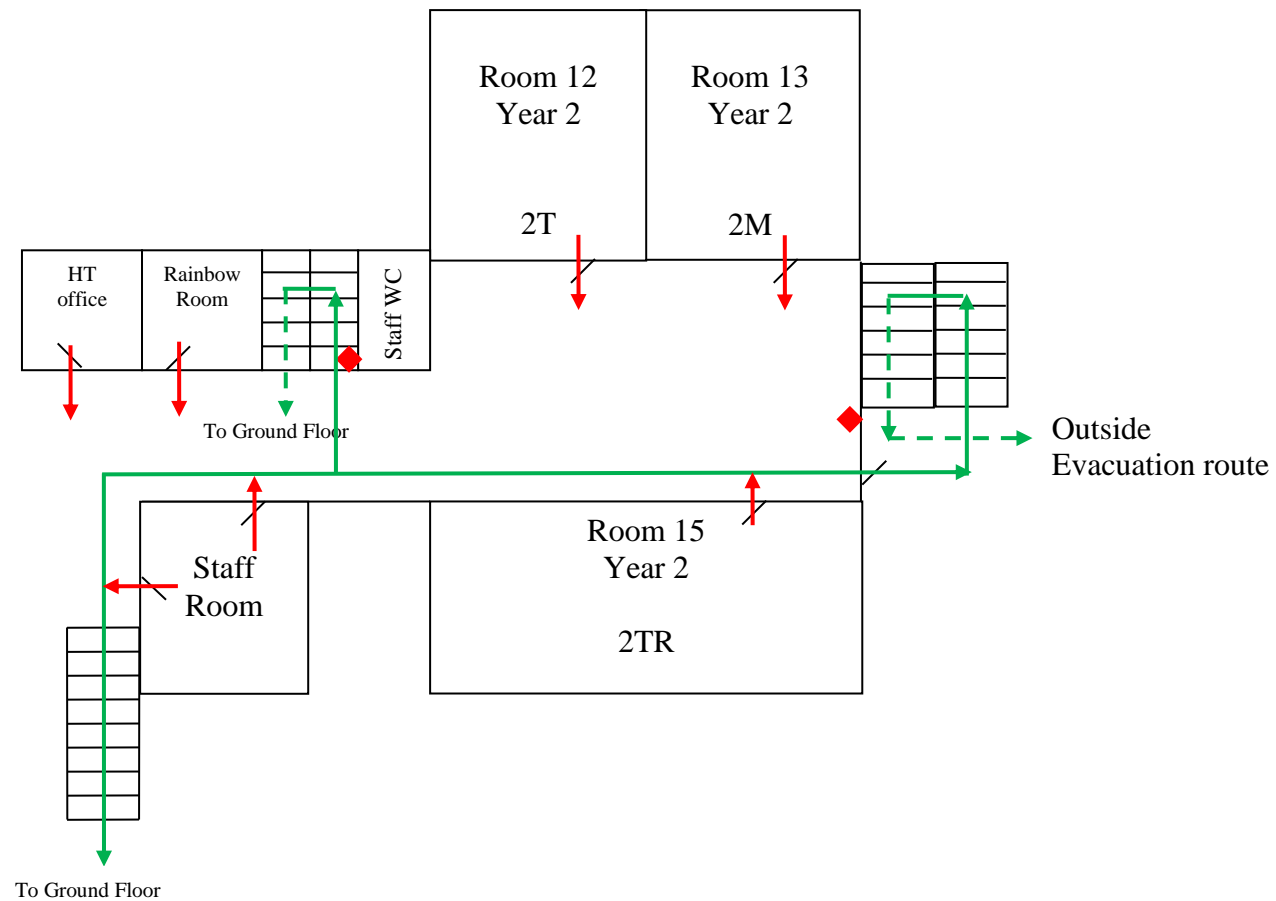 Room 12
Year 2
2T
Room 13
Year 2
2M
HT
office
Rainbow
Room
Staff WC
To Ground Floor
Outside
Evacuation route
Staff
Room
Room 15
Year 2
2TR
To Ground Floor